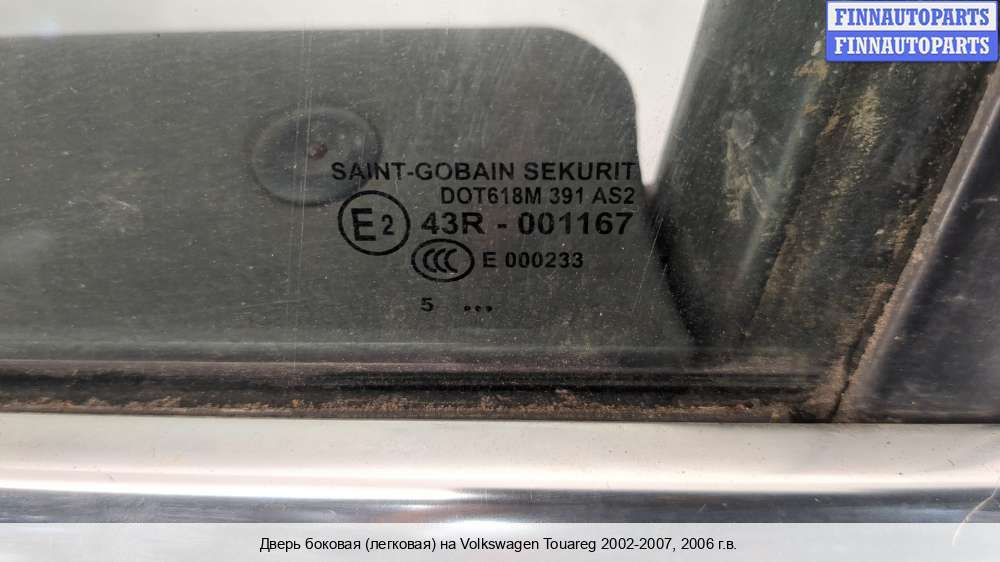 FINNAUTOPARTS
FINNAUTOPARTS
SAINT-GOBAIN SEKURIT
DOT618M 391 AS2
E2 43R - 001167
CCC E 000233
5 ...
Дверь боковая (легковая) на Volkswagen Touareg 2002-2007, 2006 г.в.